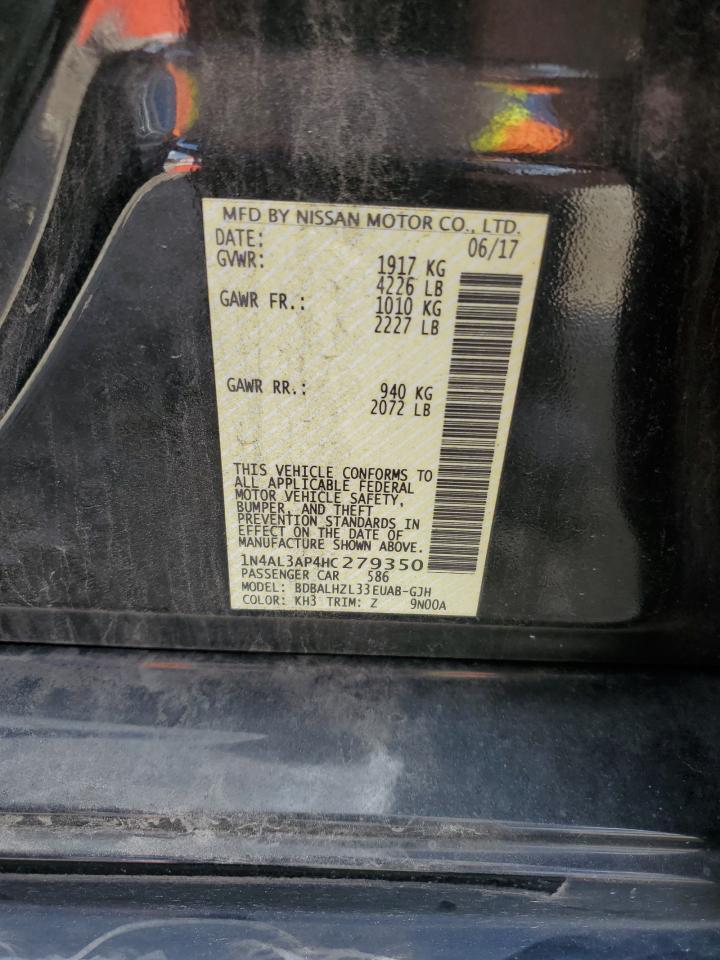 MFD BY NISSAN MOTOR CO., LTD.
DATE: 06/17
GVWR: 1917 KG
4226 LB
GAWR FR.: 1010 KG
2227 LB
GAWR RR.: 940 KG
2072 LB
THIS VEHICLE CONFORMS TO
ALL APPLICABLE FEDERAL
MOTOR VEHICLE SAFETY,
BUMPER, AND THEFT
PREVENTION STANDARDS IN
EFFECT ON THE DATE OF
MANUFACTURE SHOWN ABOVE.
1N4AL3AP4HC279350
PASSENGER CAR 586
MODEL: BDBALHZL33EUAB-GJH
COLOR: KH3 TRIM: Z 9N00A